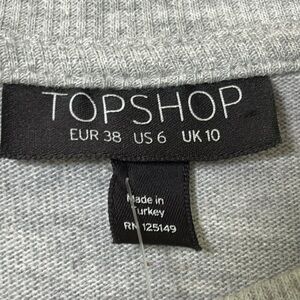 TOPSHOP
EUR 38 US 6 UK 10
Made in
Turkey
RN 125149